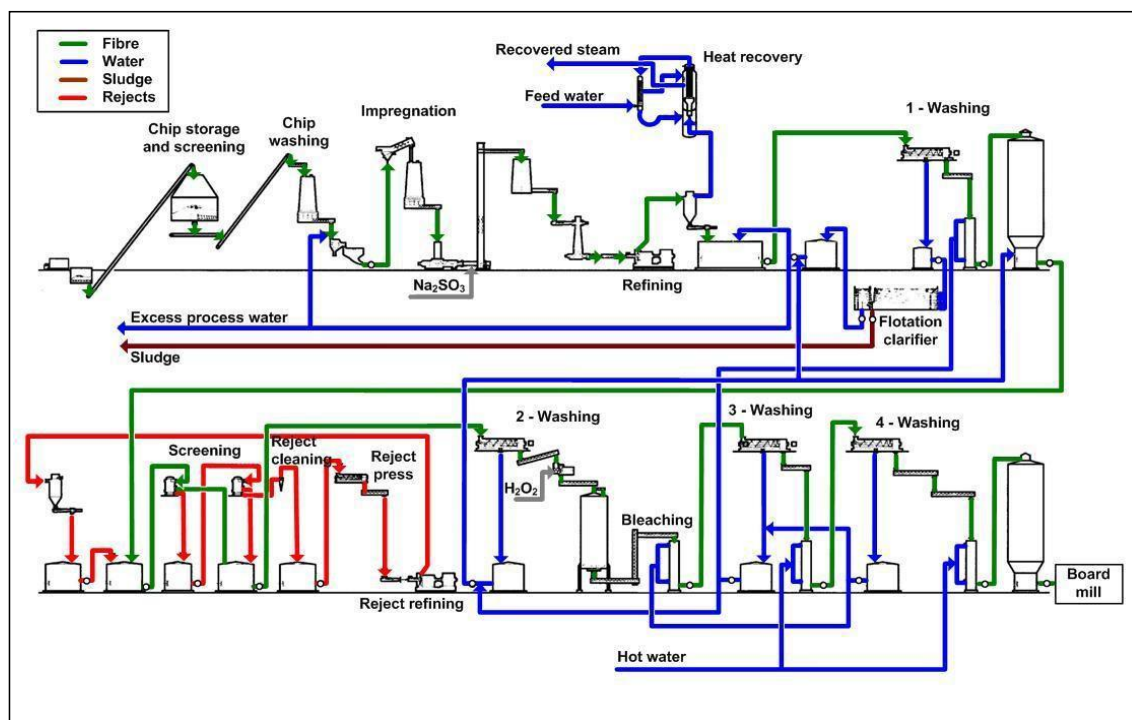 Fibre
Water
Sludge
Rejects
Recovered steam
Heat recovery
Feed water
1 - Washing
Impregnation
Chip
washing
Chip storage
and screening
Na₂SO₃
Refining
Excess process water
Flotation
clarifier
Sludge
2 - Washing
3 - Washing
4 - Washing
Screening
Reject
cleaning
Reject
press
H₂O₂
Bleaching
Reject refining
Board
mill
Hot water